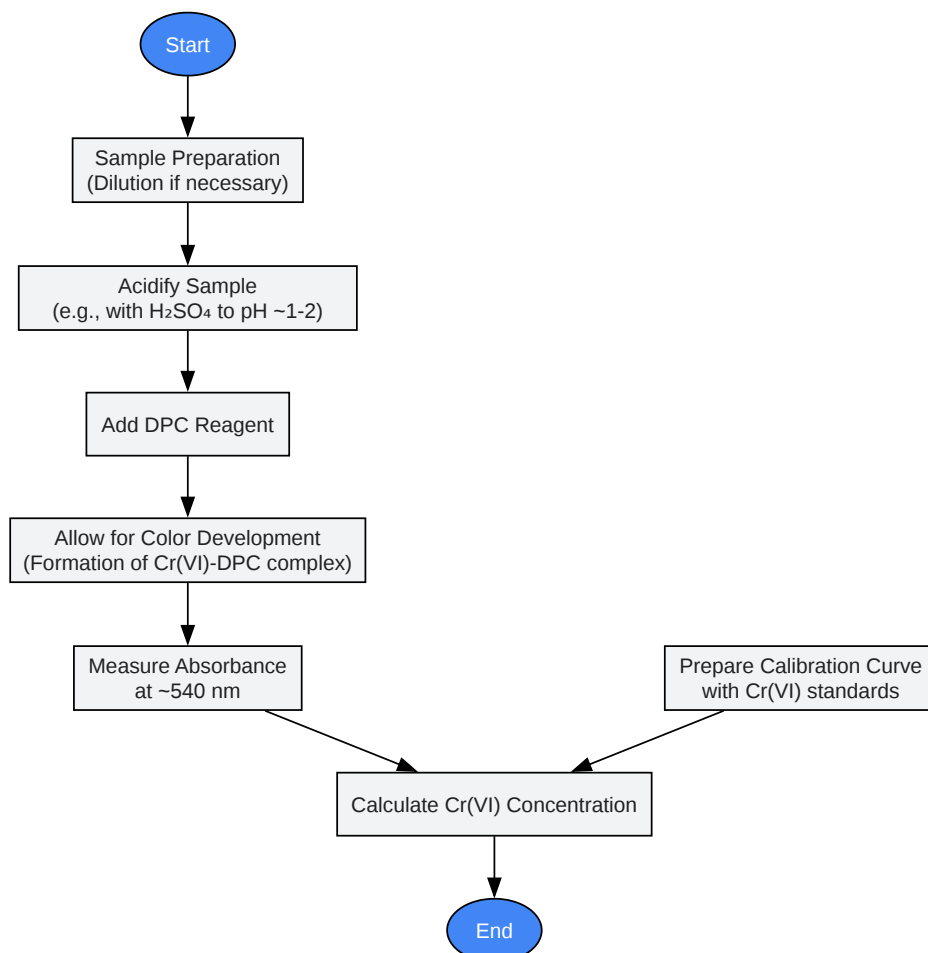 Start
Sample Preparation
(Dilution if necessary)
Acidify Sample
(e.g., with H₂SO₄ to pH ~1-2)
Add DPC Reagent
Allow for Color Development
(Formation of Cr(VI)-DPC complex)
Measure Absorbance
at ~540 nm
Prepare Calibration Curve
with Cr(VI) standards
Calculate Cr(VI) Concentration
End